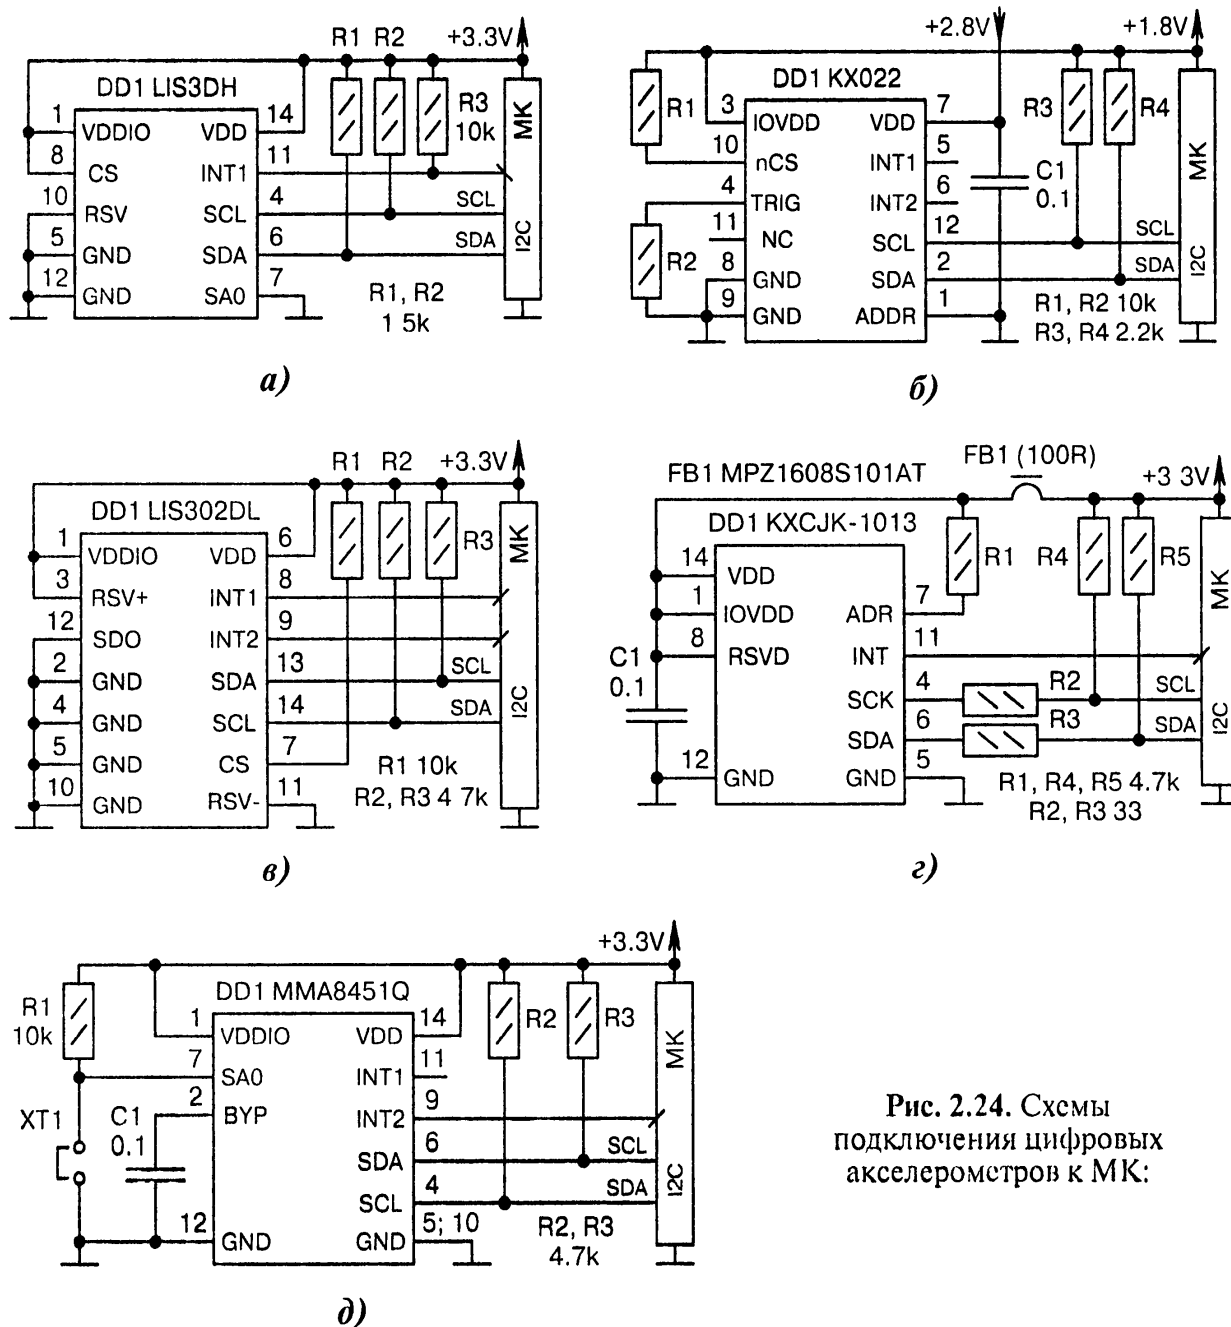 R1 R2 +3.3V
DD1 LIS3DH
R3
10k
MK
1 VDDIO VDD 14
8 CS INT1 11
10 RSV SCL 4 SCL
5 GND SDA 6 SDA
12 GND SA0 7
I2C
R1, R2
1 5k
а)
+2.8V +1.8V
DD1 KX022
R1 R3 R4
MK
3 IOVDD VDD 7
10 nCS INT1 5
4 TRIG INT2 6
C1
0.1
11 NC SCL 12 SCL
R2
8 GND SDA 2 SDA
9 GND ADDR 1
I2C
R1, R2 10k
R3, R4 2.2k
б)
R1 R2 +3.3V
DD1 LIS302DL
R3
MK
1 VDDIO VDD 6
3 RSV+ INT1 8
12 SDO INT2 9
2 GND SDA 13 SCL
4 GND SCL 14 SDA
5 GND CS 7
10 GND RSV- 11
I2C
R1 10k
R2, R3 4 7k
в)
FB1 (100R)
FB1 MPZ1608S101AT +3 3V
DD1 KXCJK-1013
R1 R4 R5
MK
14 VDD
1 IOVDD ADR 7
8 RSVD INT 11
C1
0.1
SCK 4 R2 SCL
SDA 6 R3 SDA
12 GND GND 5
I2C
R1, R4, R5 4.7k
R2, R3 33
г)
+3.3V
DD1 MMA8451Q
R1
10k
R2 R3
MK
1 VDDIO VDD 14
7 SA0 INT1 11
2 BYP INT2 9
XT1
C1
0.1
SDA 6 SCL
SCL 4 SDA
12 GND GND 5; 10
I2C
R2, R3
4.7k
д)
Рис. 2.24. Схемы
подключения цифровых
акселерометров к МК: